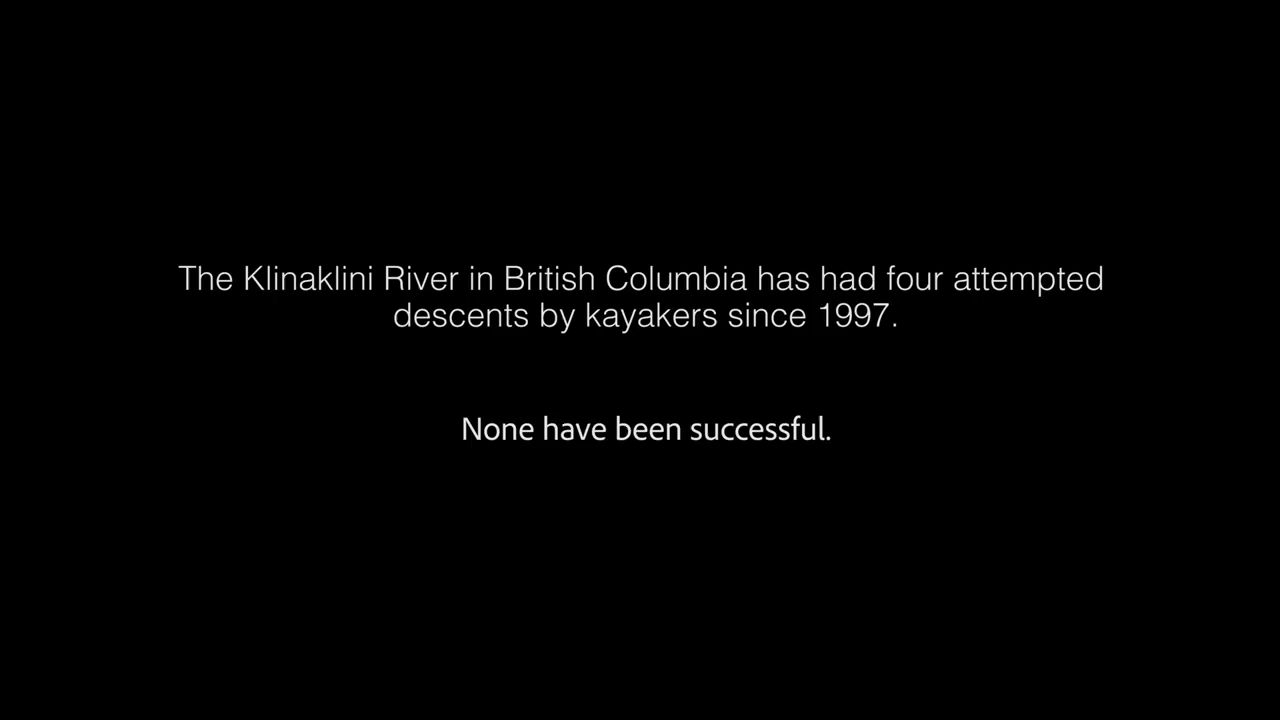 The Klinaklini River in British Columbia has had four attempted
descents by kayakers since 1997.
None have been successful.